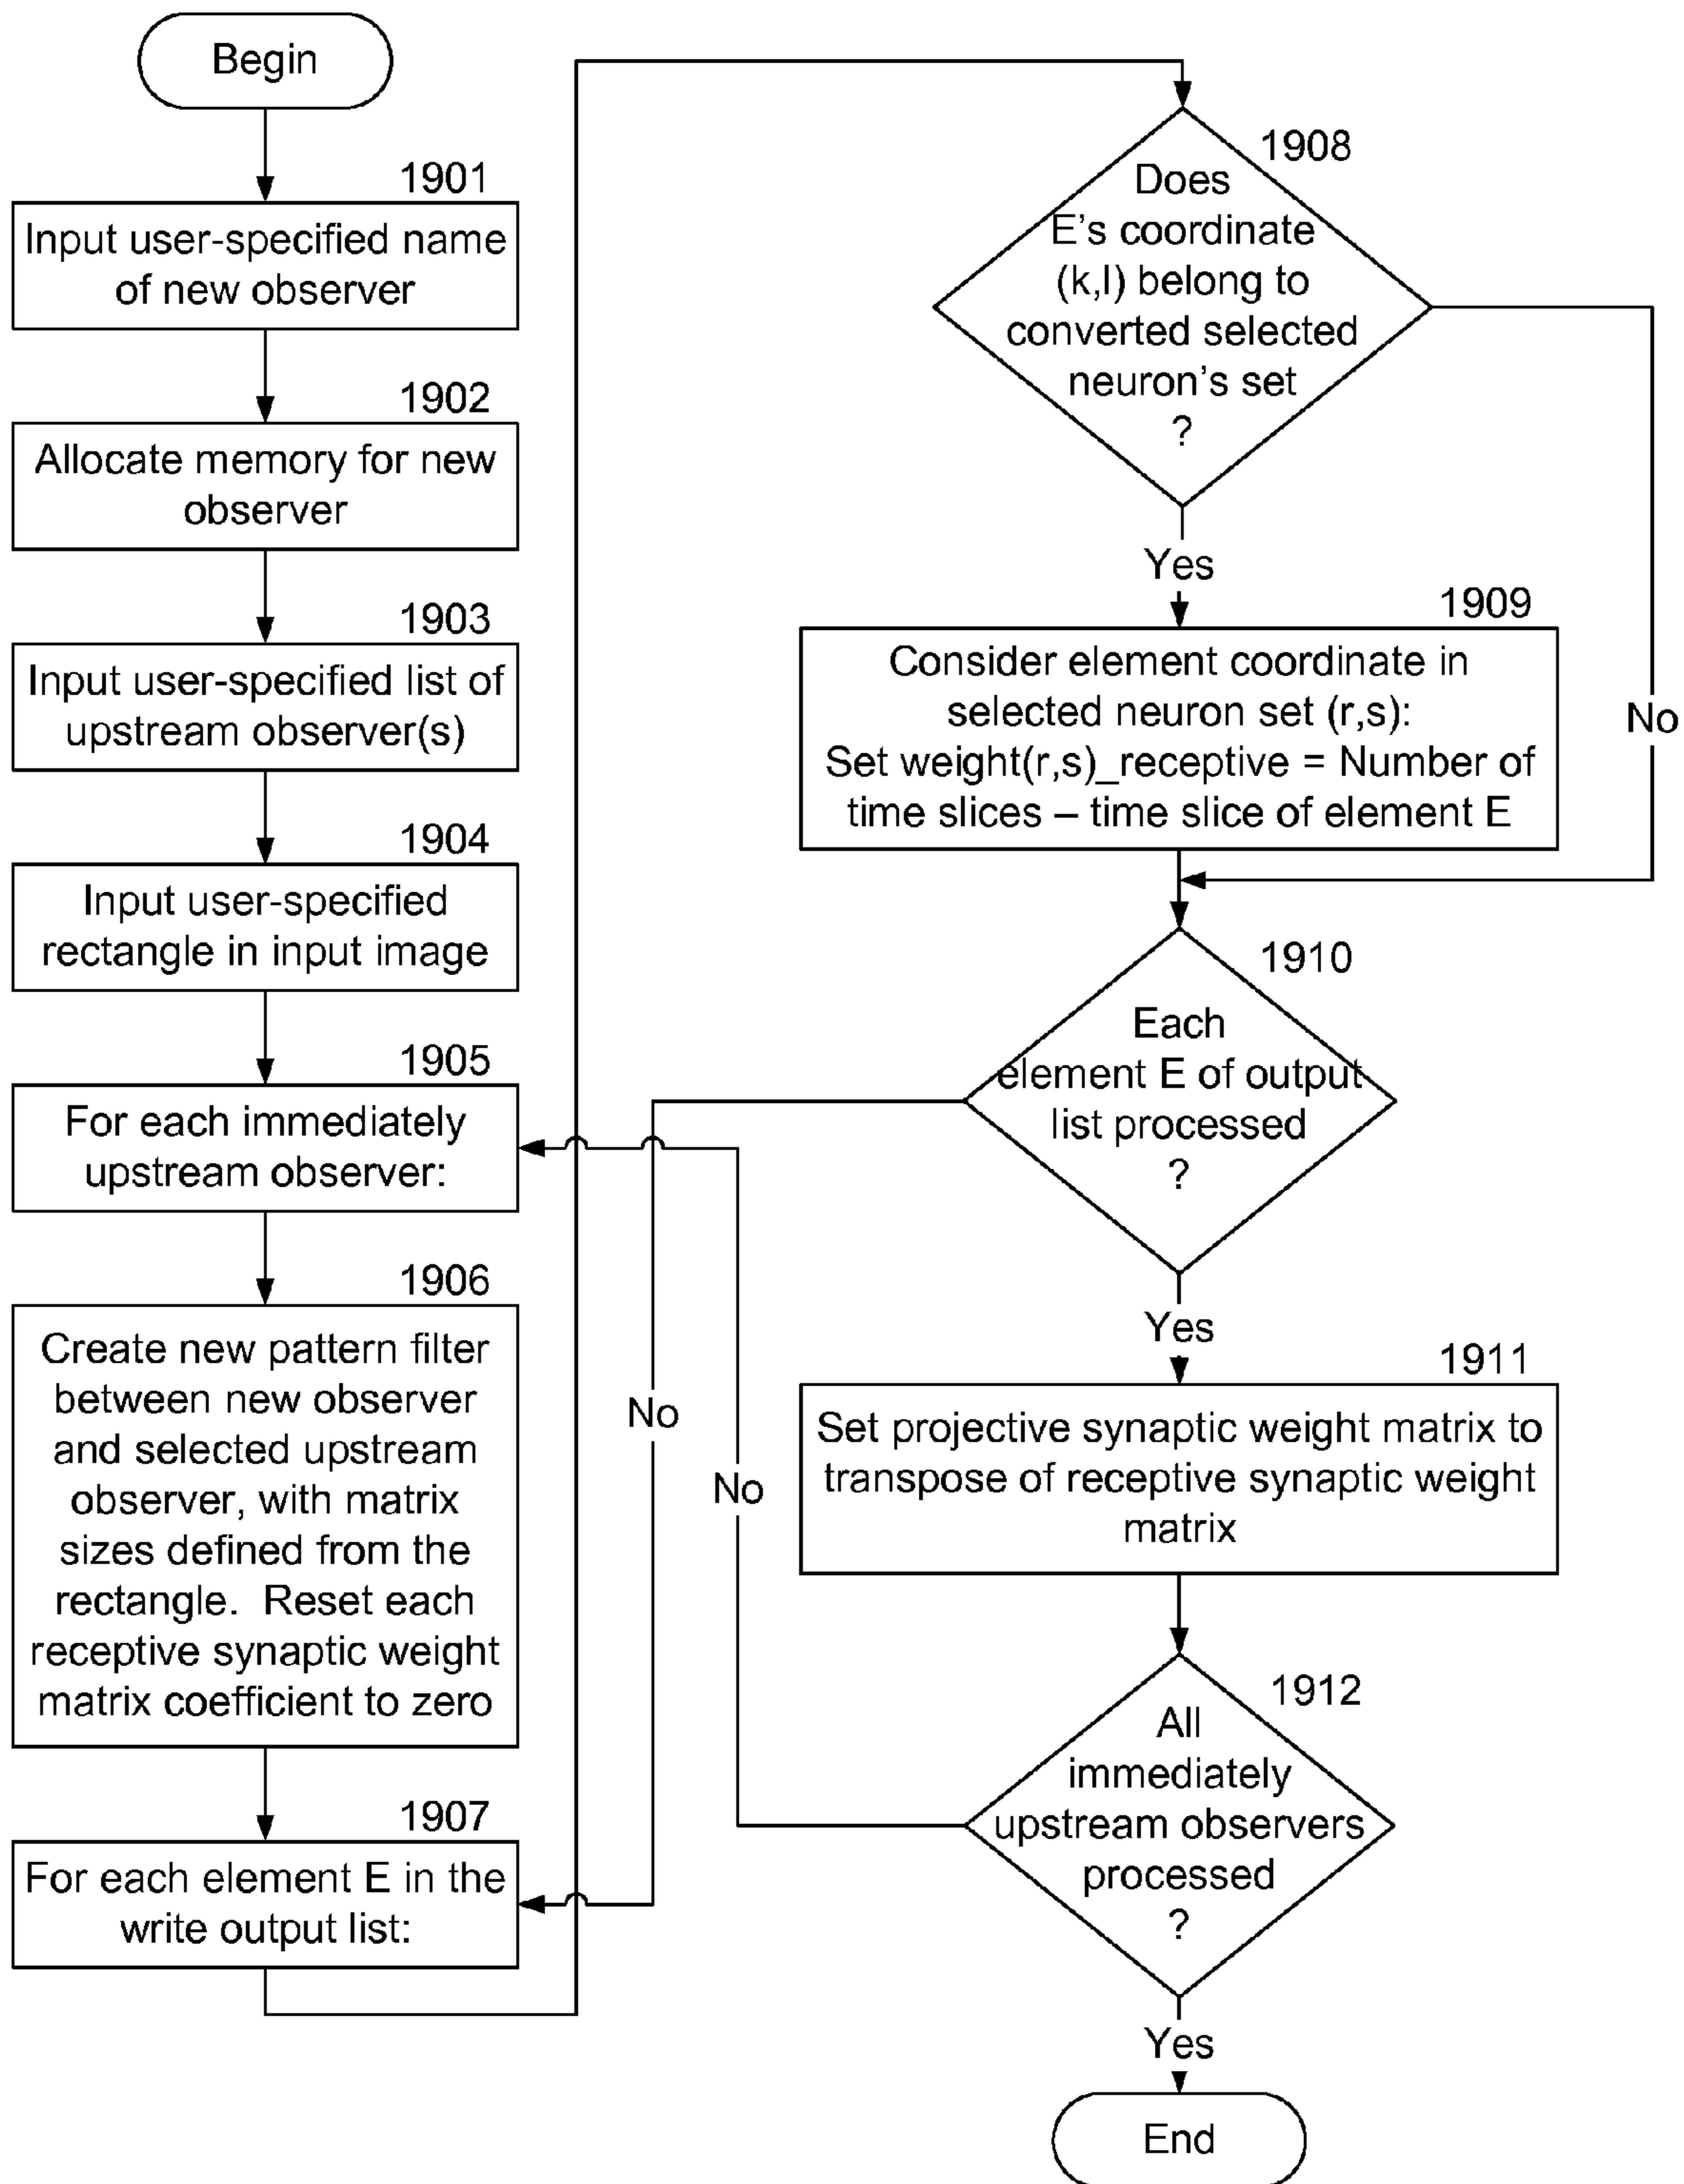 Begin
1901
Input user-specified name
of new observer
1902
Allocate memory for new
observer
1903
Input user-specified list of
upstream observer(s)
1904
Input user-specified
rectangle in input image
1905
For each immediately
upstream observer:
1906
Create new pattern filter
between new observer
and selected upstream
observer, with matrix
sizes defined from the
rectangle. Reset each
receptive synaptic weight
matrix coefficient to zero
1907
For each element E in the
write output list:
1908
Does
E's coordinate
(k,l) belong to
converted selected
neuron's set
?
Yes
No
1909
Consider element coordinate in
selected neuron set (r,s):
Set weight(r,s)_receptive = Number of
time slices – time slice of element E
1910
Each
element E of output
list processed
?
No
Yes
1911
Set projective synaptic weight matrix to
transpose of receptive synaptic weight
matrix
1912
All
immediately
upstream observers
processed
?
No
Yes
End